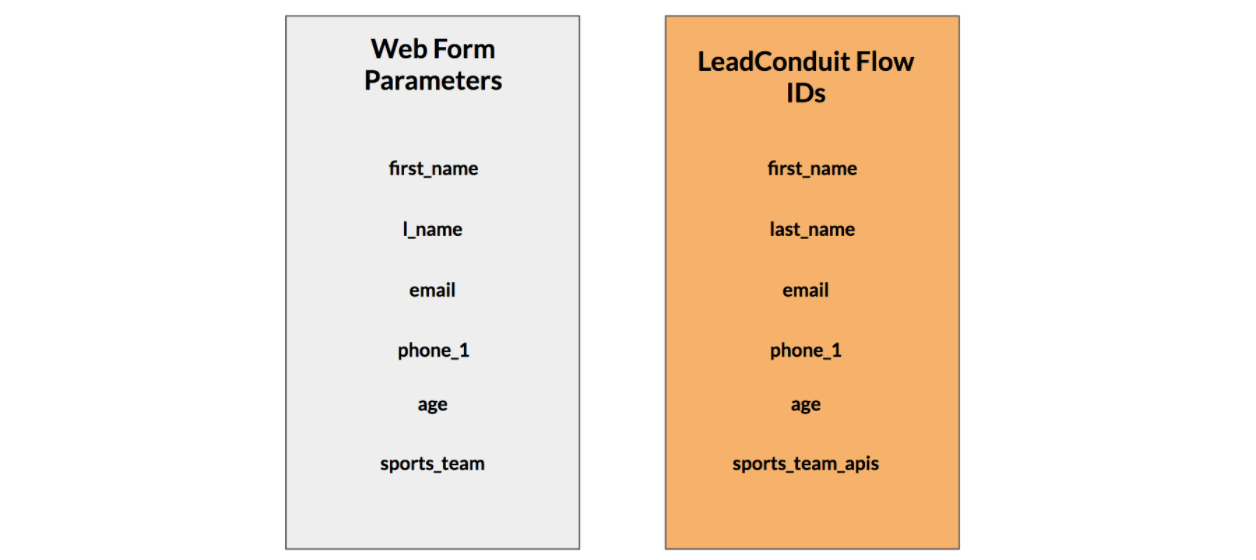 Web Form
Parameters
first_name
l_name
email
phone_1
age
sports_team
LeadConduit Flow
IDs
first_name
last_name
email
phone_1
age
sports_team_apis